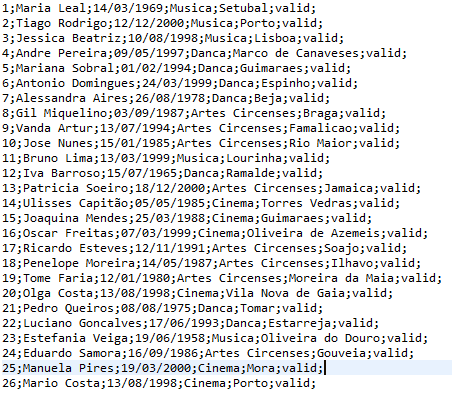 1;Maria Leal;14/03/1969;Musica;Setubal;valid;
2;Tiago Rodrigo;12/12/2000;Musica;Porto;valid;
3;Jessica Beatriz;10/08/1998;Musica;Lisboa;valid;
4;Andre Pereira;09/05/1997;Danca;Marco de Canaveses;valid;
5;Mariana Sobral;01/02/1994;Danca;Guimaraes;valid;
6;Antonio Domingues;24/03/1999;Danca;Espinho;valid;
7;Alessandra Aires;26/08/1978;Danca;Beja;valid;
8;Gil Miquelino;03/09/1987;Artes Circenses;Braga;valid;
9;Vanda Artur;13/07/1994;Artes Circenses;Famalicao;valid;
10;Jose Nunes;15/01/1985;Artes Circenses;Rio Maior;valid;
11;Bruno Lima;13/03/1999;Musica;Lourinha;valid;
12;Iva Barroso;15/07/1965;Danca;Ramalde;valid;
13;Patricia Soeiro;18/12/2000;Artes Circenses;Jamaica;valid;
14;Ulisses Capitão;05/05/1985;Cinema;Torres Vedras;valid;
15;Joaquina Mendes;25/03/1988;Cinema;Guimaraes;valid;
16;Oscar Freitas;07/03/1999;Cinema;Oliveira de Azemeis;valid;
17;Ricardo Esteves;12/11/1991;Artes Circenses;Soajo;valid;
18;Penelope Moreira;14/05/1987;Artes Circenses;Ilhavo;valid;
19;Tome Faria;12/01/1980;Artes Circenses;Moreira da Maia;valid;
20;Olga Costa;13/08/1998;Cinema;Vila Nova de Gaia;valid;
21;Pedro Queiros;08/08/1975;Danca;Tomar;valid;
22;Luciano Goncalves;17/06/1993;Danca;Estarreja;valid;
23;Estefania Veiga;19/06/1958;Musica;Oliveira do Douro;valid;
24;Eduardo Samora;16/09/1986;Artes Circenses;Gouveia;valid;
25;Manuela Pires;19/03/2000;Cinema;Mora;valid;
26;Mario Costa;13/08/1998;Cinema;Porto;valid;